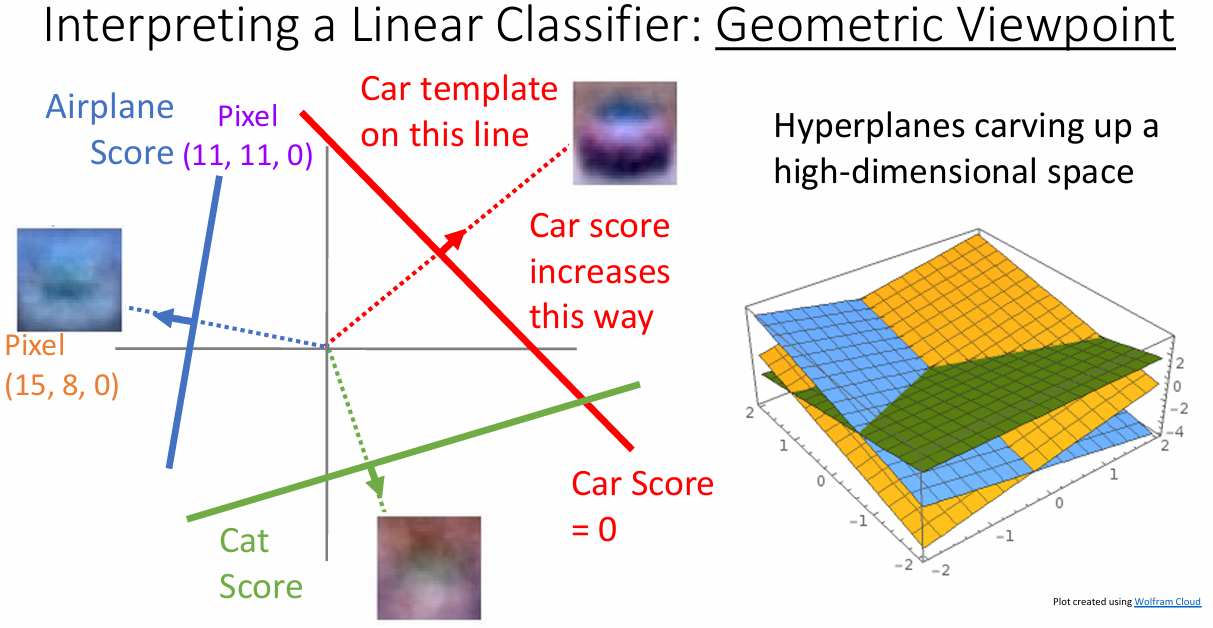 Interpreting a Linear Classifier: Geometric Viewpoint
Airplane
Score
Pixel
(11, 11, 0)
Car template
on this line
Car score
increases
this way
Pixel
(15, 8, 0)
Cat
Score
Car Score
= 0
Hyperplanes carving up a
high-dimensional space
2
1
0
−1
−2
−2
−1
0
1
2
2
0
−2
−4
Plot created using Wolfram Cloud